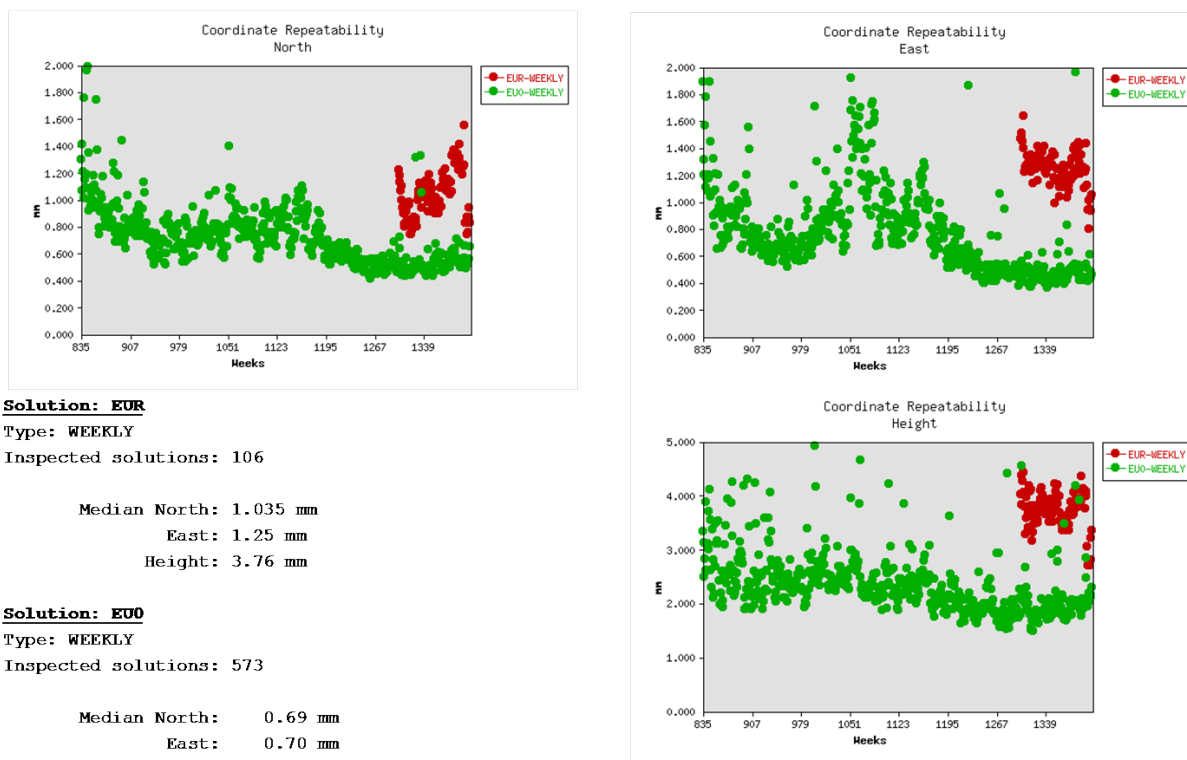 Coordinate Repeatability
North
2.000
1.800
1.600
1.400
1.200
1.000
0.800
0.600
0.400
0.200
0.000
mm
835 907 979 1051 1123 1195 1267 1339
Weeks
EUR-WEEKLY
EUO-WEEKLY
Solution: EUR
Type: WEEKLY
Inspected solutions: 106
Median North: 1.035 mm
East: 1.25 mm
Height: 3.76 mm
Solution: EUO
Type: WEEKLY
Inspected solutions: 573
Median North: 0.69 mm
East: 0.70 mm
Coordinate Repeatability
East
2.000
1.800
1.600
1.400
1.200
1.000
0.800
0.600
0.400
0.200
0.000
mm
835 907 979 1051 1123 1195 1267 1339
Weeks
EUR-WEEKLY
EUO-WEEKLY
Coordinate Repeatability
Height
5.000
4.000
3.000
2.000
1.000
0.000
mm
835 907 979 1051 1123 1195 1267 1339
Weeks
EUR-WEEKLY
EUO-WEEKLY